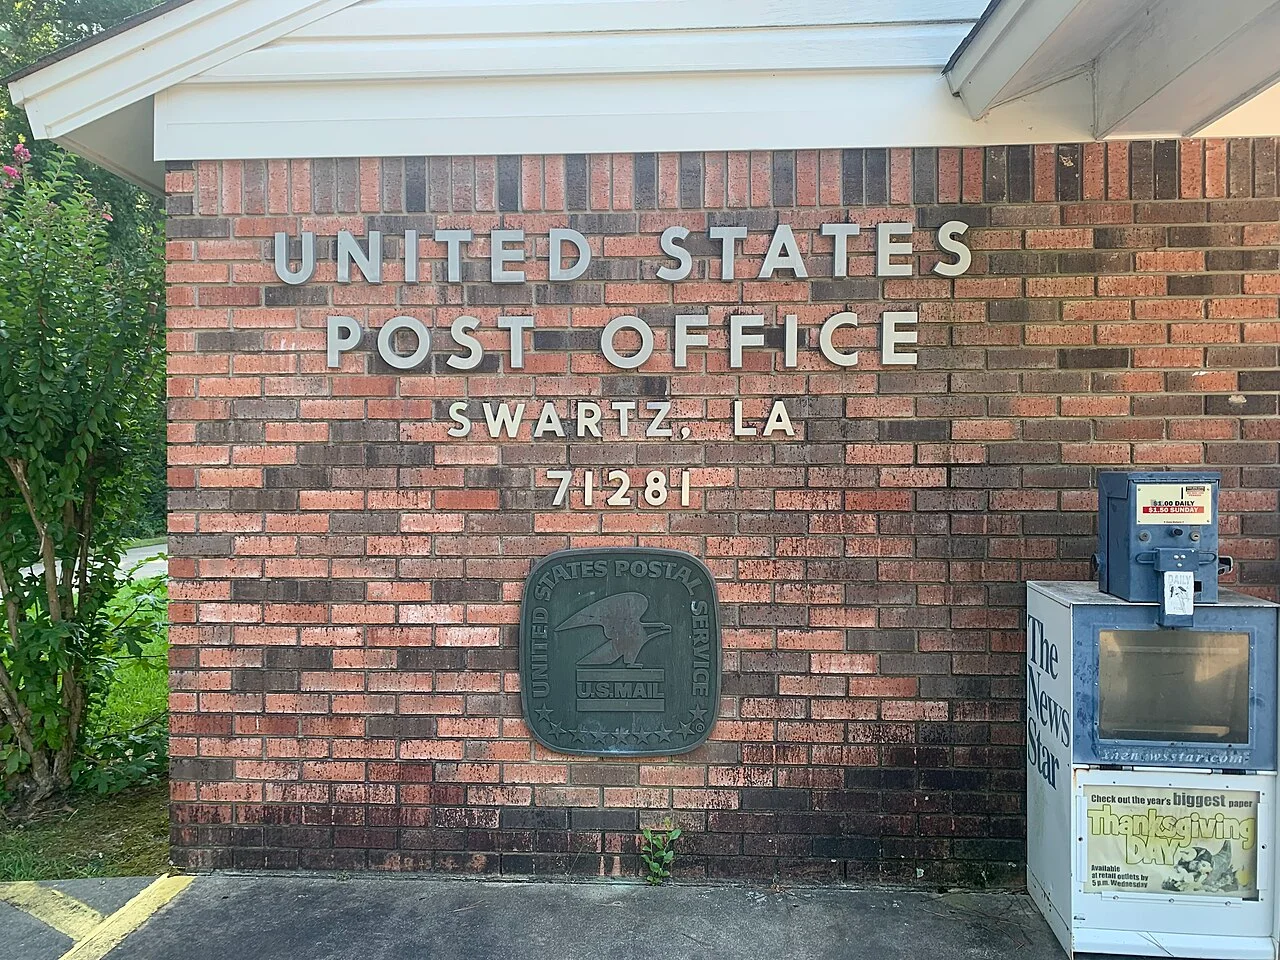 UNITED STATES
POST OFFICE
SWARTZ, LA
71281
UNITED STATES POSTAL SERVICE
U.S.MAIL
$1.00 DAILY
$1.50 SUNDAY
DAILY
The
News
Star
thenewsstar.com
Check out the year's biggest paper
Thanksgiving
DAY
Available
at retail outlets by
5 p.m. Wednesday